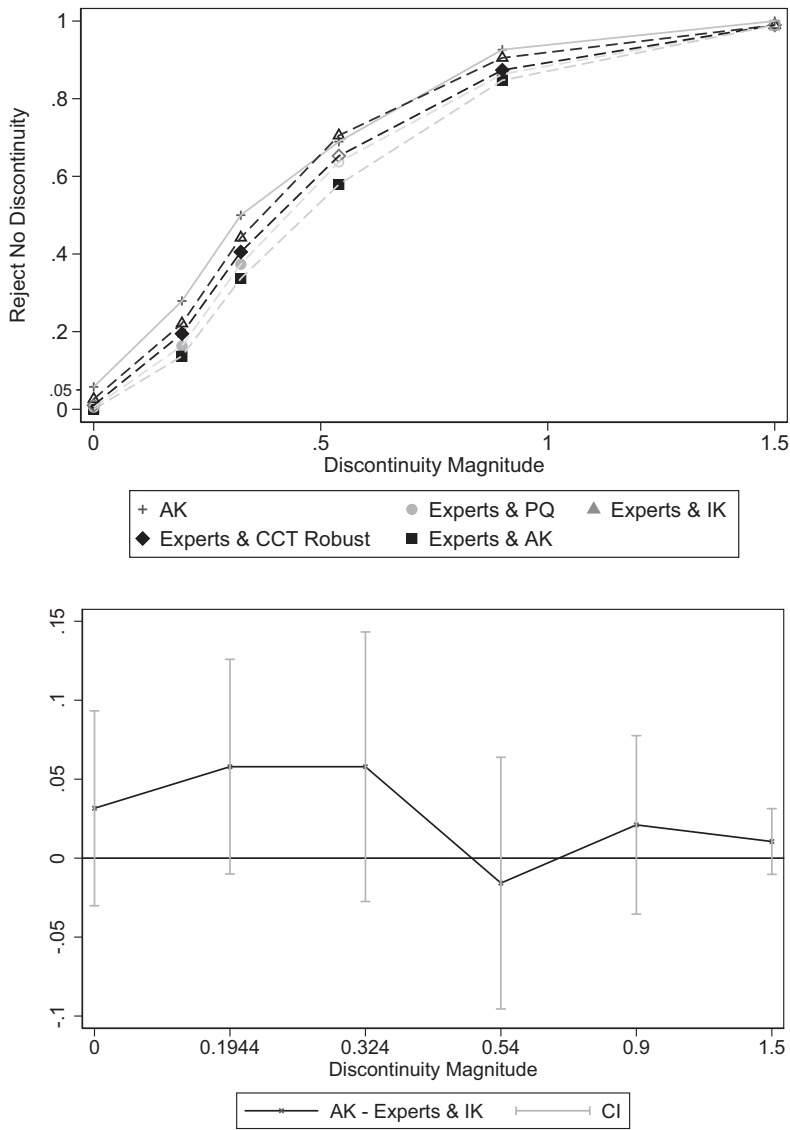 1
.8
.6
.4
.2
.05
0
Reject No Discontinuity
0 .5 1 1.5
Discontinuity Magnitude
AK Experts & PQ Experts & IK
Experts & CCT Robust Experts & AK
.15
.1
.05
0
-.05
-.1
0 0.1944 0.324 0.54 0.9 1.5
Discontinuity Magnitude
AK - Experts & IK CI